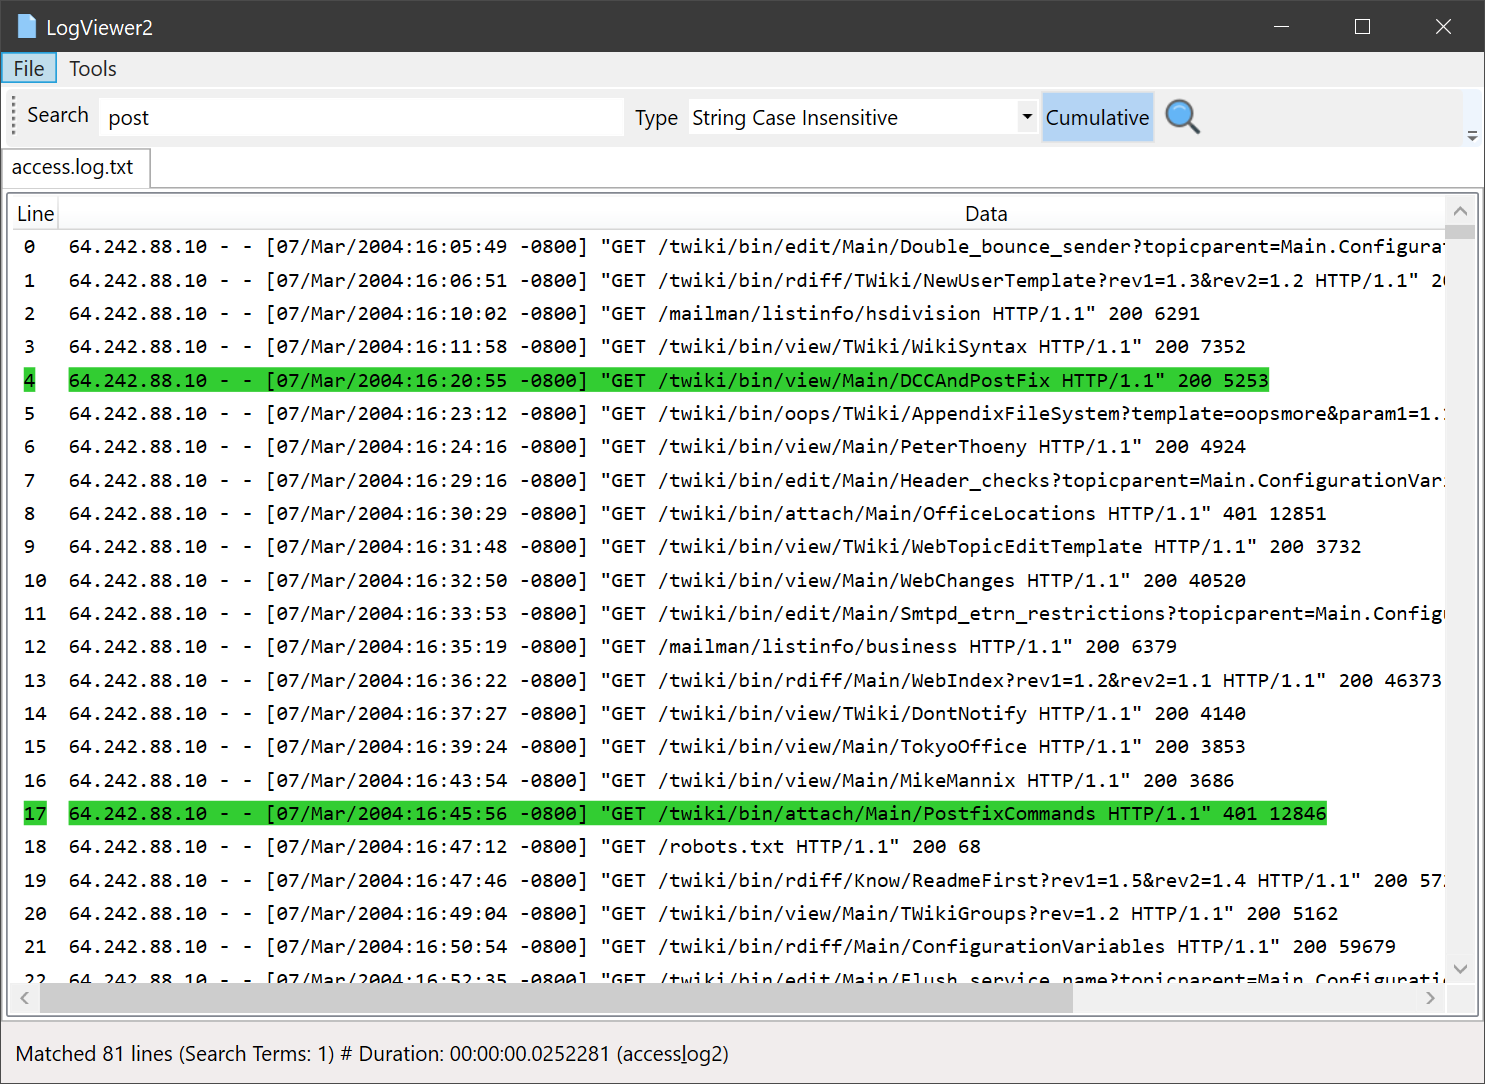 LogViewer2
File Tools
Search post Type String Case Insensitive Cumulative
access.log.txt
Line Data
0 64.242.88.10 - - [07/Mar/2004:16:05:49 -0800] "GET /twiki/bin/edit/Main/Double_bounce_sender?topicparent=Main.Configurat
1 64.242.88.10 - - [07/Mar/2004:16:06:51 -0800] "GET /twiki/bin/rdiff/TWiki/NewUserTemplate?rev1=1.3&rev2=1.2 HTTP/1.1" 20
2 64.242.88.10 - - [07/Mar/2004:16:10:02 -0800] "GET /mailman/listinfo/hsdivision HTTP/1.1" 200 6291
3 64.242.88.10 - - [07/Mar/2004:16:11:58 -0800] "GET /twiki/bin/view/TWiki/WikiSyntax HTTP/1.1" 200 7352
4 64.242.88.10 - - [07/Mar/2004:16:20:55 -0800] "GET /twiki/bin/view/Main/DCCAndPostFix HTTP/1.1" 200 5253
5 64.242.88.10 - - [07/Mar/2004:16:23:12 -0800] "GET /twiki/bin/oops/TWiki/AppendixFileSystem?template=oopsmore&param1=1.1
6 64.242.88.10 - - [07/Mar/2004:16:24:16 -0800] "GET /twiki/bin/view/Main/PeterThoeny HTTP/1.1" 200 4924
7 64.242.88.10 - - [07/Mar/2004:16:29:16 -0800] "GET /twiki/bin/edit/Main/Header_checks?topicparent=Main.ConfigurationVari
8 64.242.88.10 - - [07/Mar/2004:16:30:29 -0800] "GET /twiki/bin/attach/Main/OfficeLocations HTTP/1.1" 401 12851
9 64.242.88.10 - - [07/Mar/2004:16:31:48 -0800] "GET /twiki/bin/view/TWiki/WebTopicEditTemplate HTTP/1.1" 200 3732
10 64.242.88.10 - - [07/Mar/2004:16:32:50 -0800] "GET /twiki/bin/view/Main/WebChanges HTTP/1.1" 200 40520
11 64.242.88.10 - - [07/Mar/2004:16:33:53 -0800] "GET /twiki/bin/edit/Main/Smtpd_etrn_restrictions?topicparent=Main.Configu
12 64.242.88.10 - - [07/Mar/2004:16:35:19 -0800] "GET /mailman/listinfo/business HTTP/1.1" 200 6379
13 64.242.88.10 - - [07/Mar/2004:16:36:22 -0800] "GET /twiki/bin/rdiff/Main/WebIndex?rev1=1.2&rev2=1.1 HTTP/1.1" 200 46373
14 64.242.88.10 - - [07/Mar/2004:16:37:27 -0800] "GET /twiki/bin/view/TWiki/DontNotify HTTP/1.1" 200 4140
15 64.242.88.10 - - [07/Mar/2004:16:39:24 -0800] "GET /twiki/bin/view/Main/TokyoOffice HTTP/1.1" 200 3853
16 64.242.88.10 - - [07/Mar/2004:16:43:54 -0800] "GET /twiki/bin/view/Main/MikeMannix HTTP/1.1" 200 3686
17 64.242.88.10 - - [07/Mar/2004:16:45:56 -0800] "GET /twiki/bin/attach/Main/PostfixCommands HTTP/1.1" 401 12846
18 64.242.88.10 - - [07/Mar/2004:16:47:12 -0800] "GET /robots.txt HTTP/1.1" 200 68
19 64.242.88.10 - - [07/Mar/2004:16:47:46 -0800] "GET /twiki/bin/rdiff/Know/ReadmeFirst?rev1=1.5&rev2=1.4 HTTP/1.1" 200 572
20 64.242.88.10 - - [07/Mar/2004:16:49:04 -0800] "GET /twiki/bin/view/Main/TWikiGroups?rev=1.2 HTTP/1.1" 200 5162
21 64.242.88.10 - - [07/Mar/2004:16:50:54 -0800] "GET /twiki/bin/rdiff/Main/ConfigurationVariables HTTP/1.1" 200 59679
22 64.242.88.10 - - [07/Mar/2004:16:52:35 -0800] "GET /twiki/bin/edit/Main/Flush_service_name?topicparent=Main.Configuratio
Matched 81 lines (Search Terms: 1) # Duration: 00:00:00.0252281 (accesslog2)